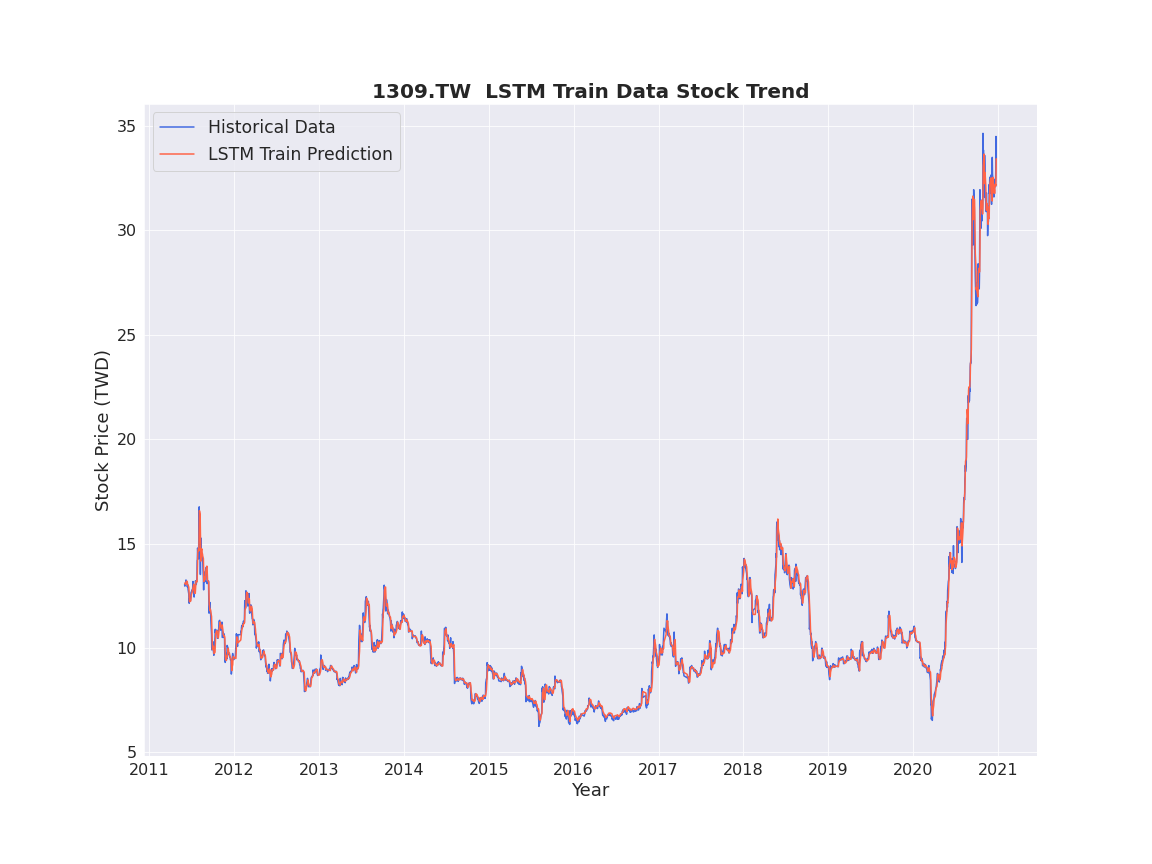 1309.TW  LSTM Train Data Stock Trend
Historical Data
LSTM Train Prediction
35
30
25
20
15
10
5
Stock Price (TWD)
2011 2012 2013 2014 2015 2016 2017 2018 2019 2020 2021
Year